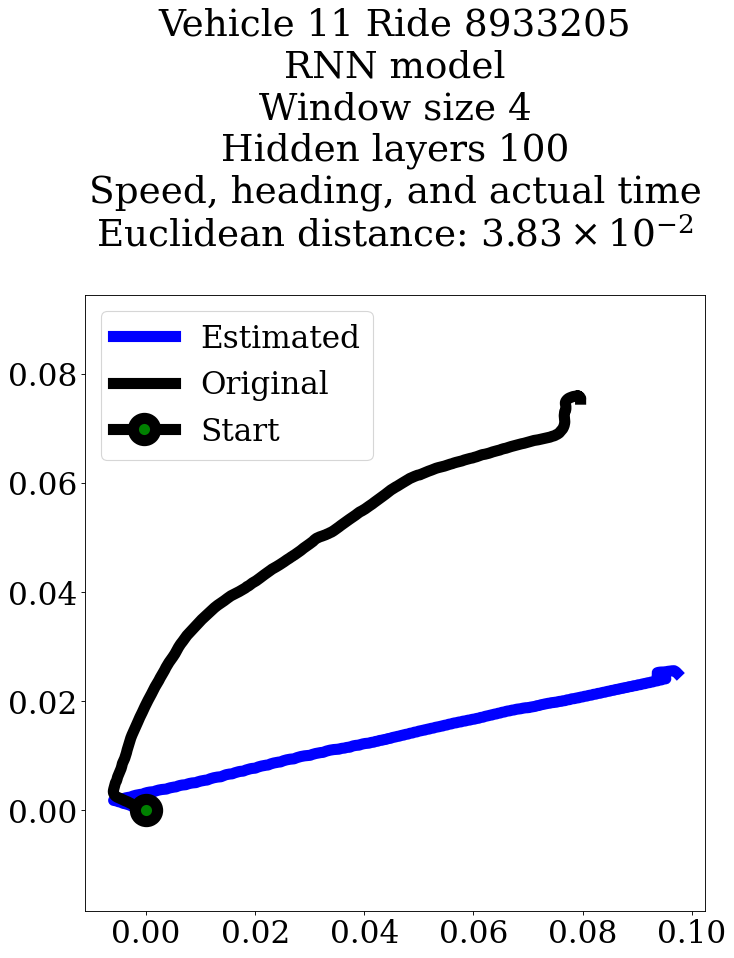 Vehicle 11 Ride 8933205
RNN model
Window size 4
Hidden layers 100
Speed, heading, and actual time
Euclidean distance: 3.83 × 10⁻²
Estimated
Original
Start
0.08
0.06
0.04
0.02
0.00
0.00 0.02 0.04 0.06 0.08 0.10